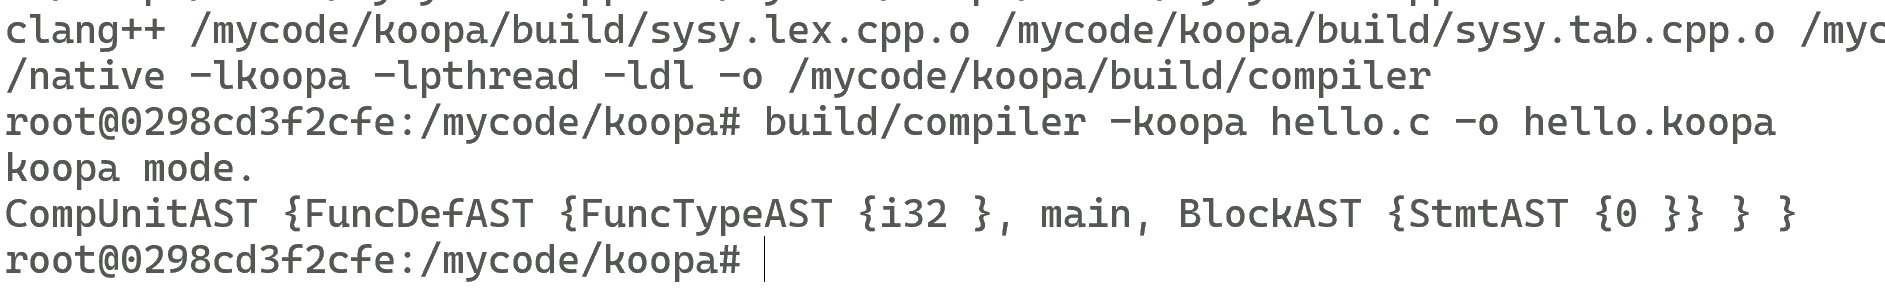 clang++ /mycode/koopa/build/sysy.lex.cpp.o /mycode/koopa/build/sysy.tab.cpp.o /myc
/native -lkoopa -lpthread -ldl -o /mycode/koopa/build/compiler
root@0298cd3f2cfe:/mycode/koopa# build/compiler -koopa hello.c -o hello.koopa
koopa mode.
CompUnitAST {FuncDefAST {FuncTypeAST {i32 }, main, BlockAST {StmtAST {0 }} } }
root@0298cd3f2cfe:/mycode/koopa#